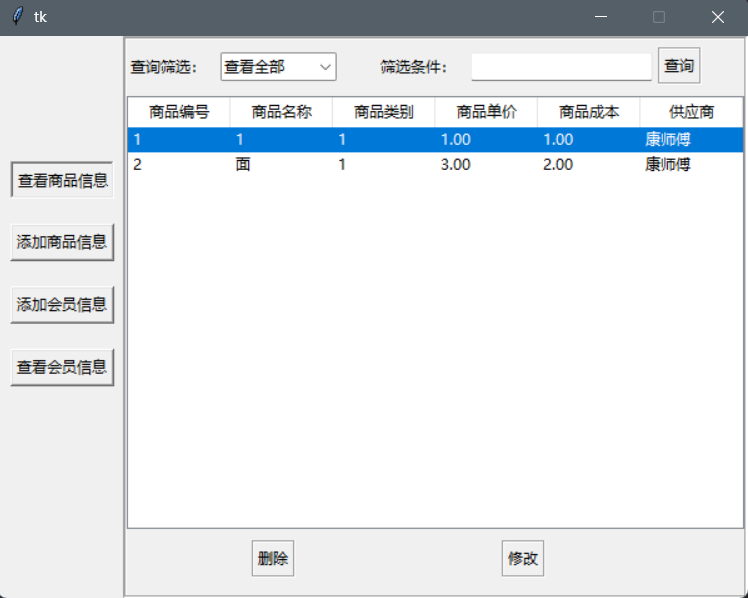 tk
查询筛选： 查看全部 筛选条件： 查询
商品编号 商品名称 商品类别 商品单价 商品成本 供应商
1 1 1 1.00 1.00 康师傅
2 面 1 3.00 2.00 康师傅
查看商品信息
添加商品信息
添加会员信息
查看会员信息
删除 修改